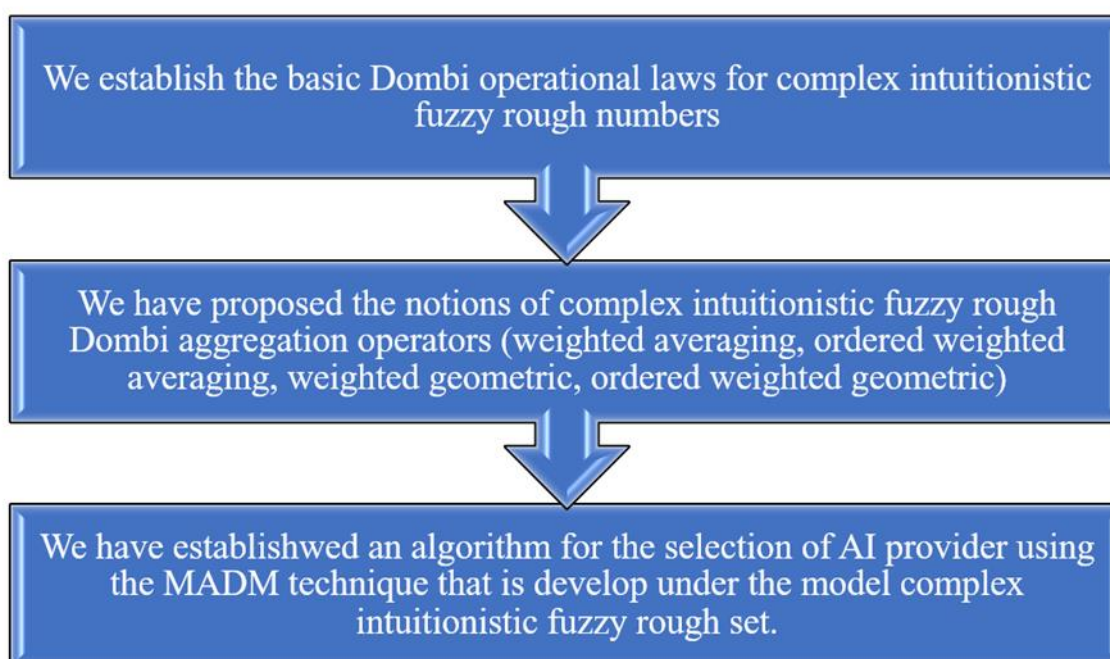 We establish the basic Dombi operational laws for complex intuitionistic
fuzzy rough numbers
We have proposed the notions of complex intuitionistic fuzzy rough
Dombi aggregation operators (weighted averaging, ordered weighted
averaging, weighted geometric, ordered weighted geometric)
We have establishwed an algorithm for the selection of AI provider using
the MADM technique that is develop under the model complex
intuitionistic fuzzy rough set.